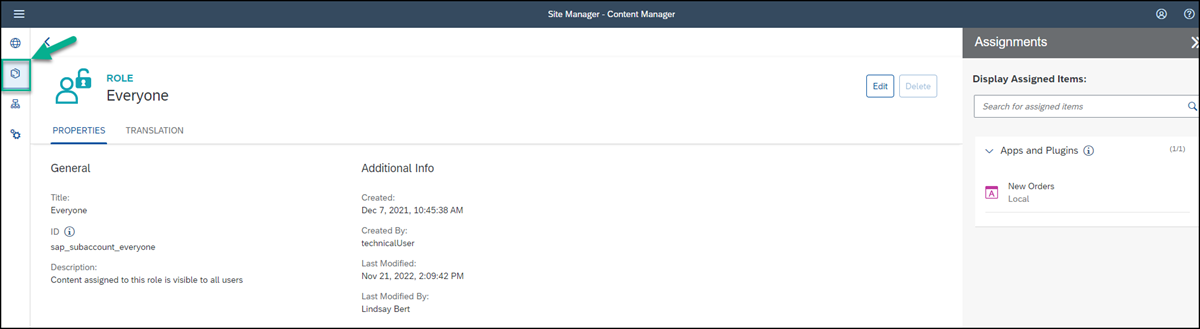 Site Manager - Content Manager
ROLE
Everyone
Edit
Delete
PROPERTIES
TRANSLATION
General
Title:
Everyone
ID
sap_subaccount_everyone
Description:
Content assigned to this role is visible to all users
Additional Info
Created:
Dec 7, 2021, 10:45:38 AM
Created By:
technicalUser
Last Modified:
Nov 21, 2022, 2:09:42 PM
Last Modified By:
Lindsay Bert
Assignments
Display Assigned Items:
Search for assigned items
Apps and Plugins
(1/1)
A
New Orders
Local